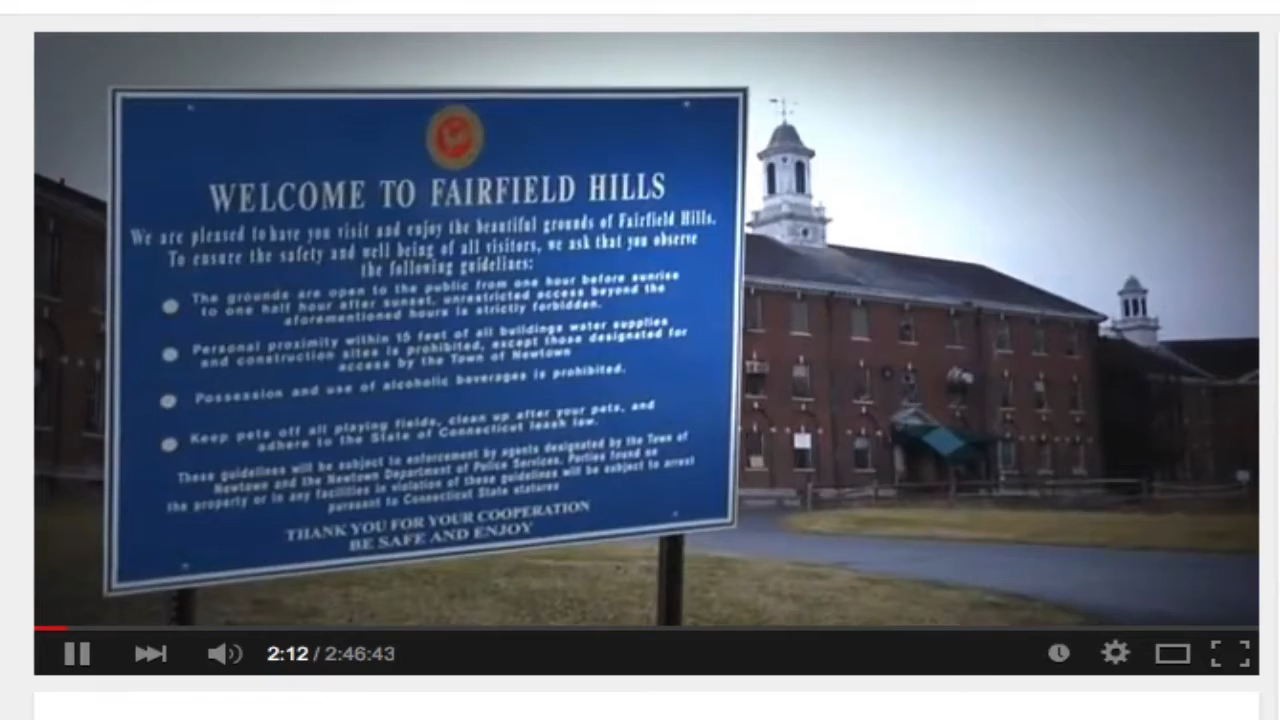 WELCOME TO FAIRFIELD HILLS
We are pleased to have you visit and enjoy the beautiful grounds of Fairfield Hills.
To ensure the safety and well being of all visitors, we ask that you observe
the following guidelines:
The grounds are open to the public from one hour before sunrise
to one half hour after sunset, unrestricted access beyond the
aforementioned hours is strictly forbidden.
Personal proximity within 15 feet of all buildings water supplies
and construction sites is prohibited, except those designated for
access by the Town of Newtown
Possession and use of alcoholic beverages is prohibited.
Keep pets off all playing fields, clean up after your pets, and
adhere to the State of Connecticut leash law.
These guidelines will be subject to enforcement by agents designated by the Town of
Newtown and the Newtown Department of Police Services. Parties found on
the property or in any facilities in violation of these guidelines will be subject to arrest
pursuant to Connecticut State statures
THANK YOU FOR YOUR COOPERATION
BE SAFE AND ENJOY
2:12 / 2:46:43